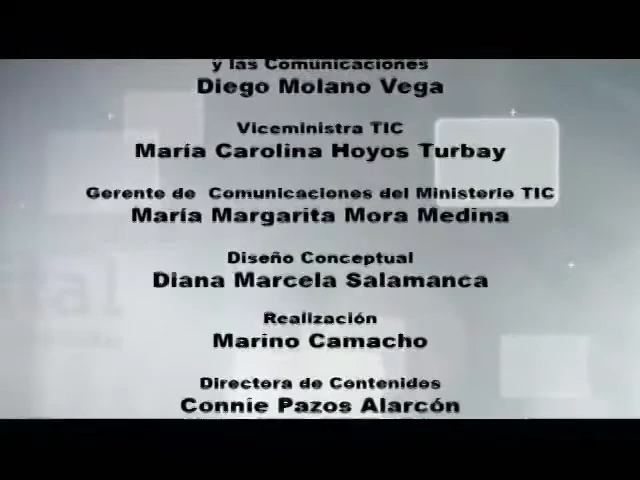 y las Comunicaciones
Diego Molano Vega
Viceministra TIC
María Carolina Hoyos Turbay
Gerente de Comunicaciones del Ministerio TIC
María Margarita Mora Medina
Diseño Conceptual
Diana Marcela Salamanca
Realización
Marino Camacho
Directora de Contenidos
Connie Pazos Alarcón
ital